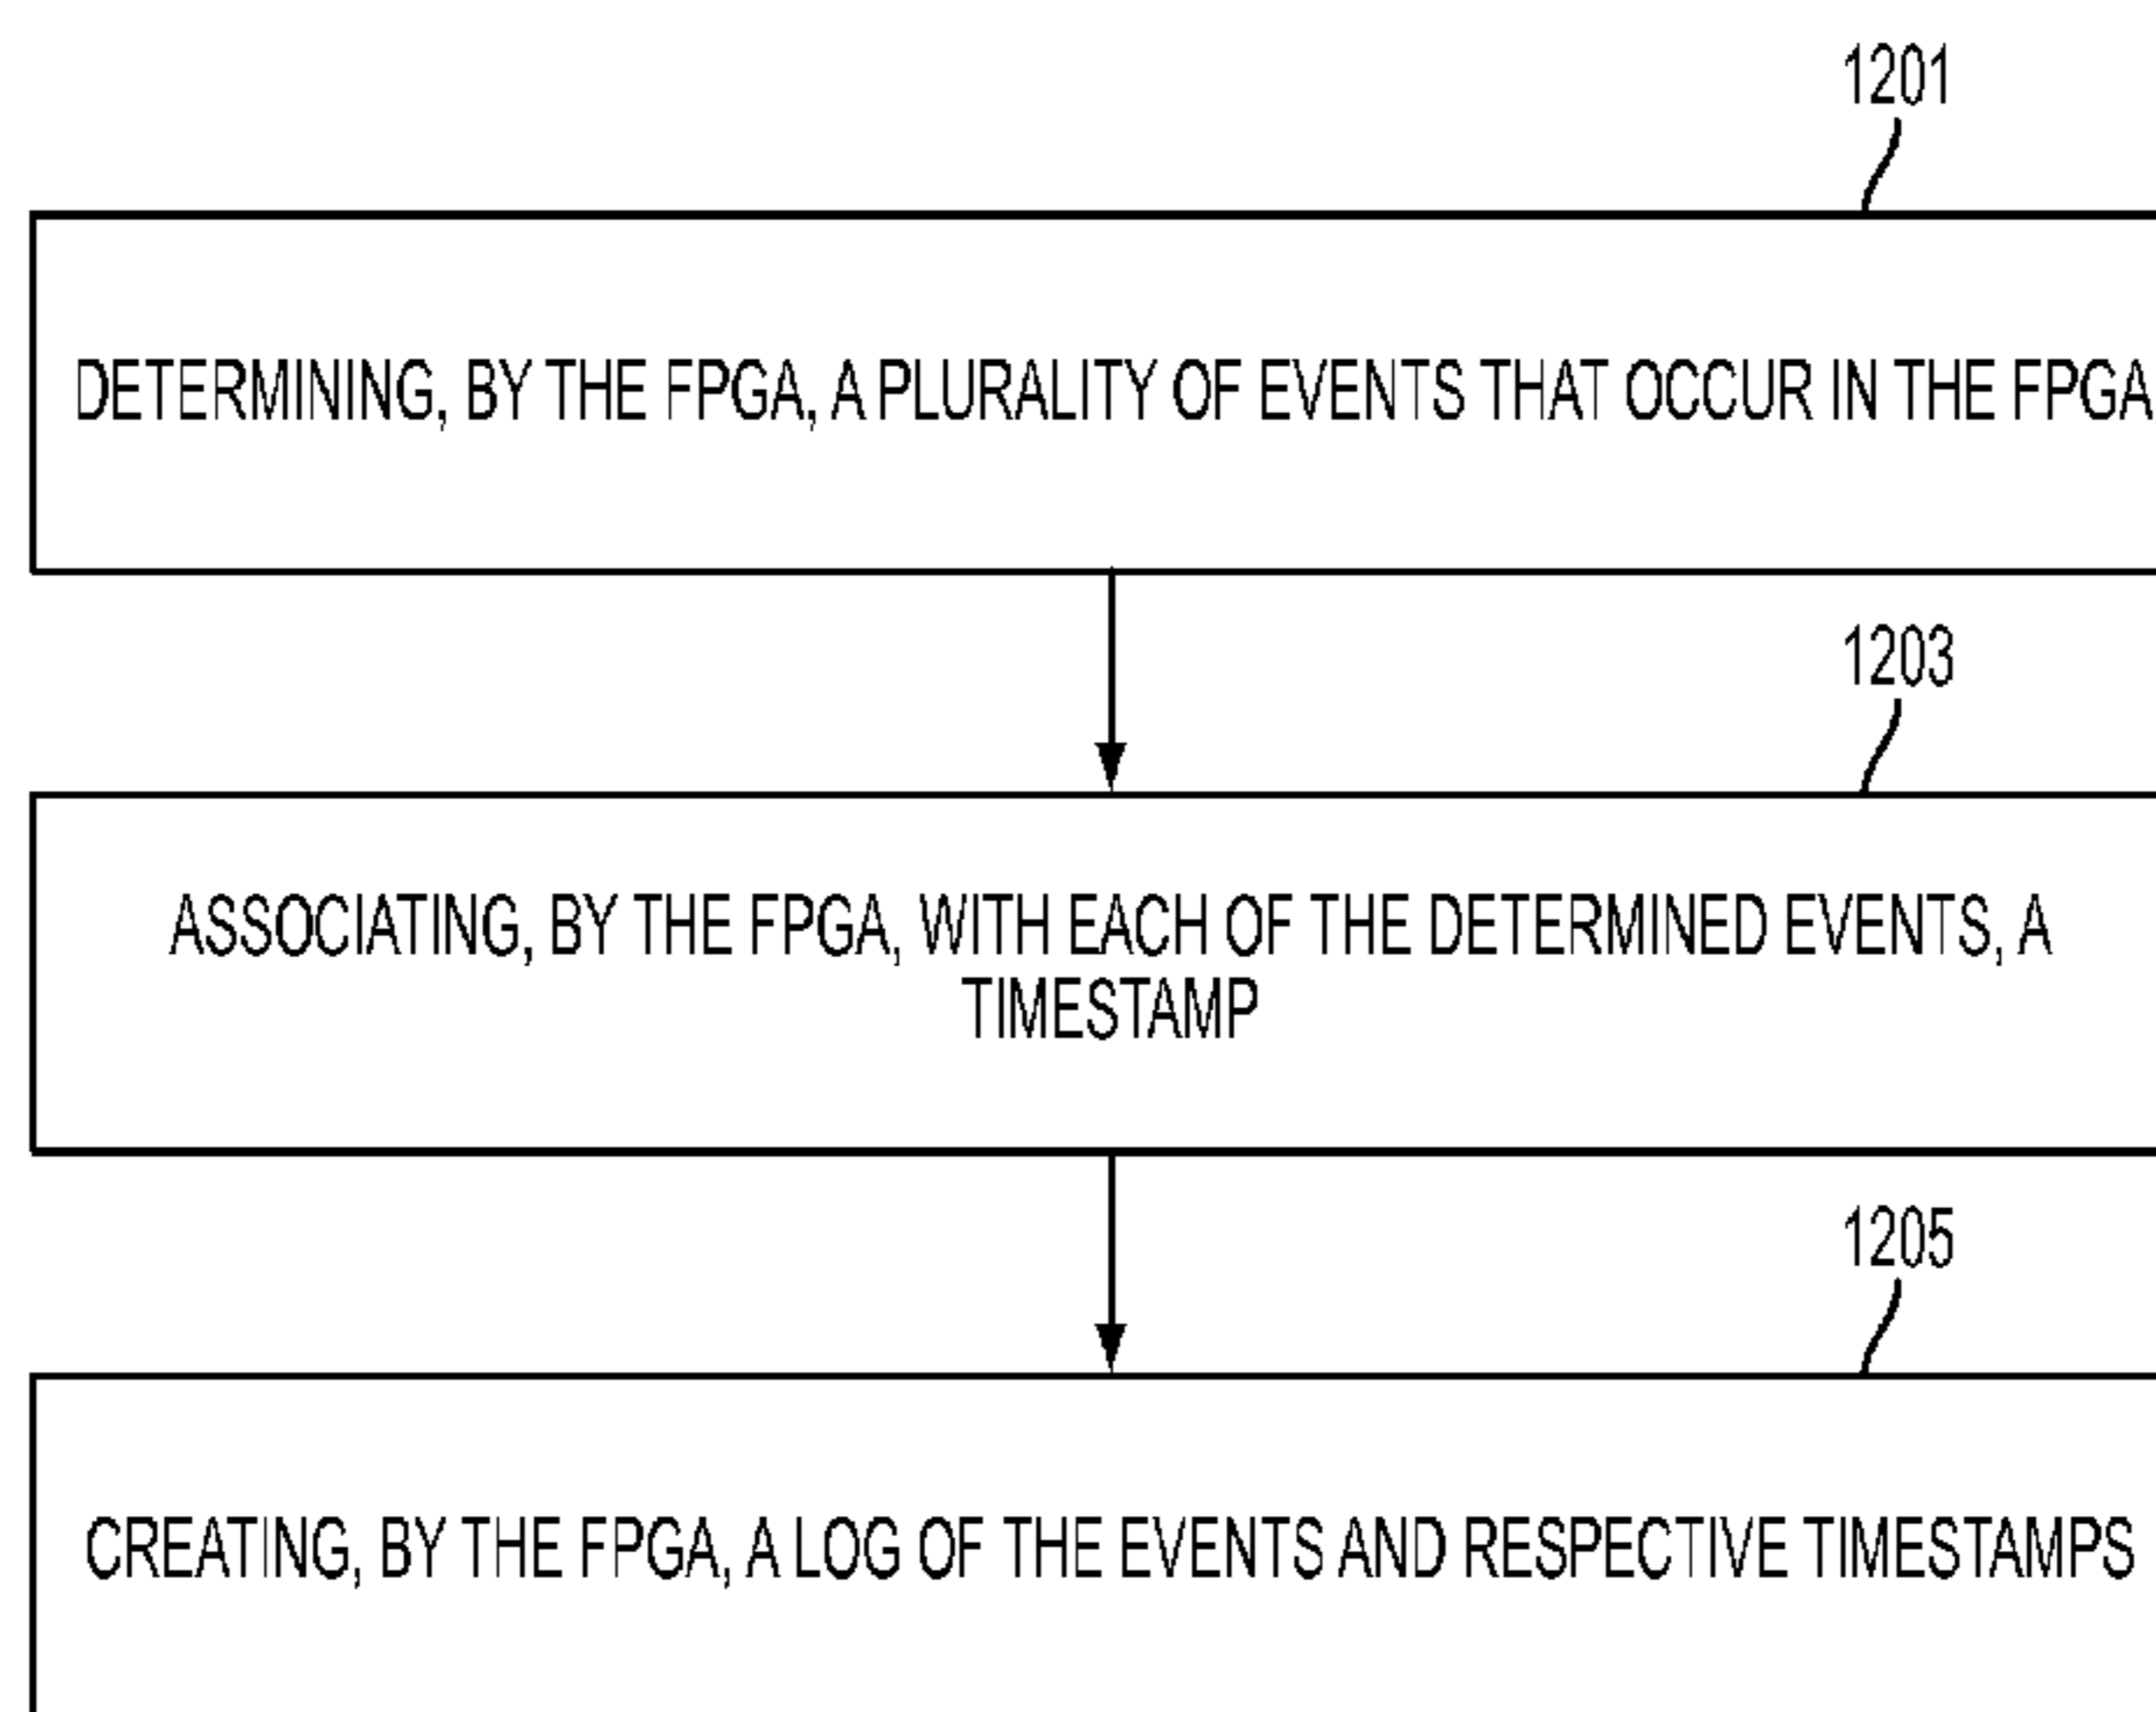 1201
DETERMINING, BY THE FPGA, A PLURALITY OF EVENTS THAT OCCUR IN THE FPGA
1203
ASSOCIATING, BY THE FPGA, WITH EACH OF THE DETERMINED EVENTS, A
TIMESTAMP
1205
CREATING, BY THE FPGA, A LOG OF THE EVENTS AND RESPECTIVE TIMESTAMPS